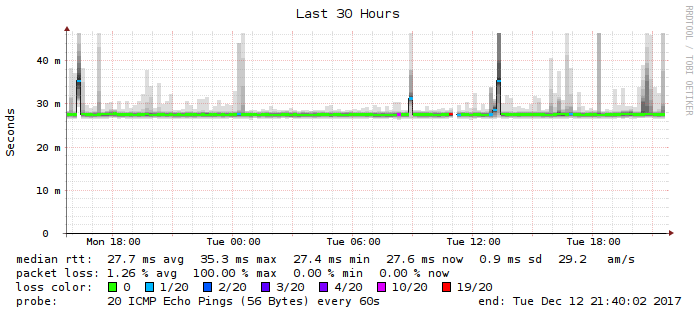 Last 30 Hours
RRDTOOL / TOBI OETIKER
Seconds
40 m
30 m
20 m
10 m
0
Mon 18:00 Tue 00:00 Tue 06:00 Tue 12:00 Tue 18:00
median rtt: 27.7 ms avg 35.3 ms max 27.4 ms min 27.6 ms now 0.9 ms sd 29.2 am/s
packet loss: 1.26 % avg 100.00 % max 0.00 % min 0.00 % now
loss color: 0 1/20 2/20 3/20 4/20 10/20 19/20
probe: 20 ICMP Echo Pings (56 Bytes) every 60s end: Tue Dec 12 21:40:02 2017